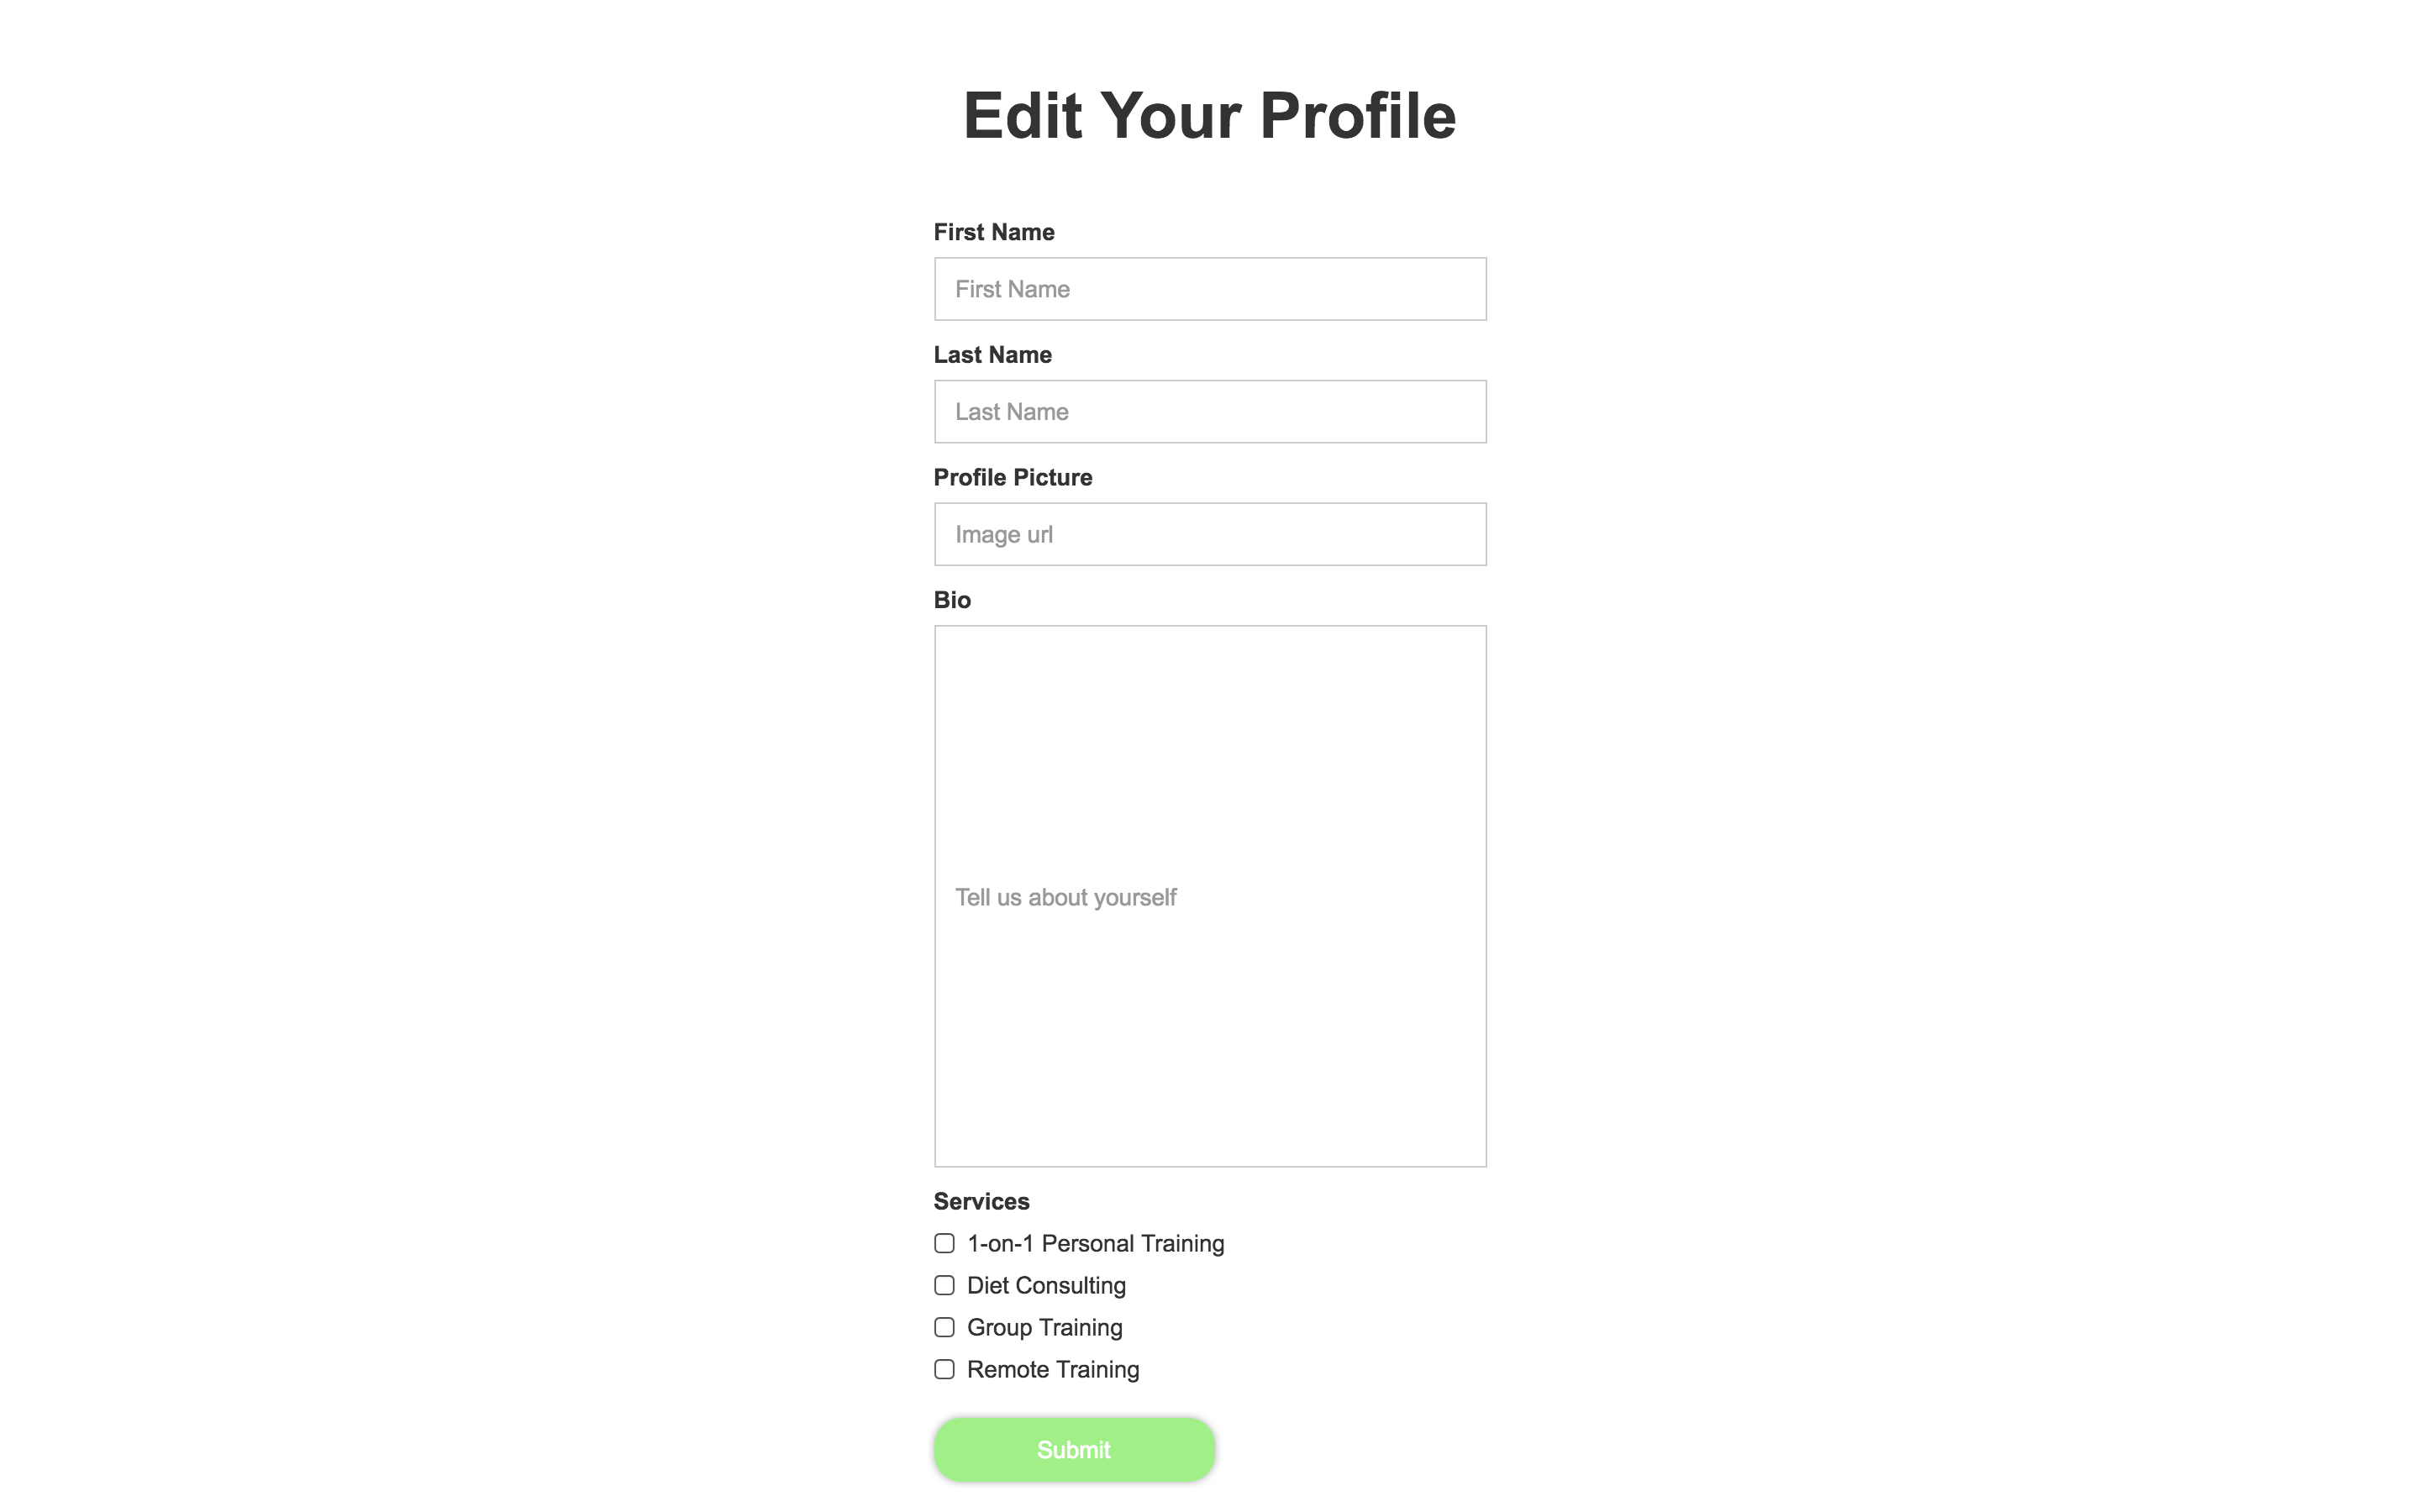 Edit Your Profile
First Name
First Name
Last Name
Last Name
Profile Picture
Image url
Bio
Tell us about yourself
Services
1-on-1 Personal Training
Diet Consulting
Group Training
Remote Training
Submit